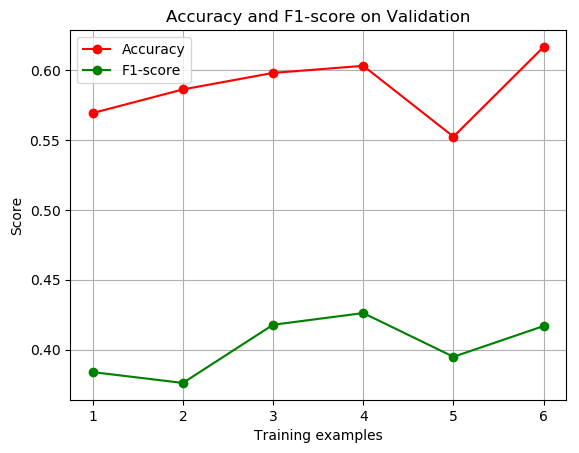 Accuracy and F1-score on Validation
Accuracy
F1-score
0.60
0.55
0.50
0.45
0.40
Score
1 2 3 4 5 6
Training examples